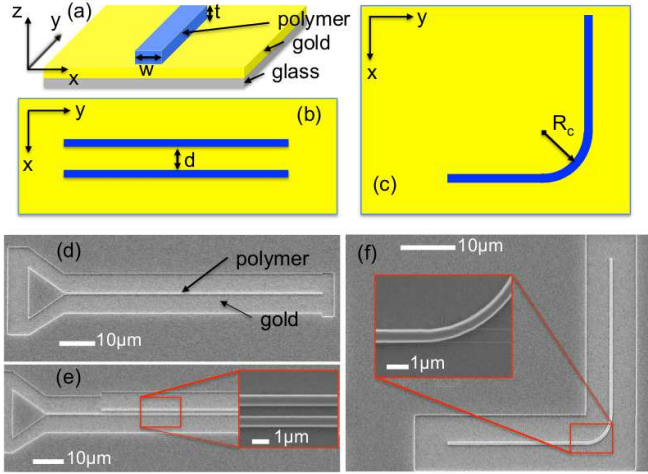 (a)
z
y
x
w
t
polymer
gold
glass
(b)
y
x
d
y
x
Rc
(c)
(d)
polymer
gold
10μm
(e)
10μm
1μm
(f)
10μm
1μm